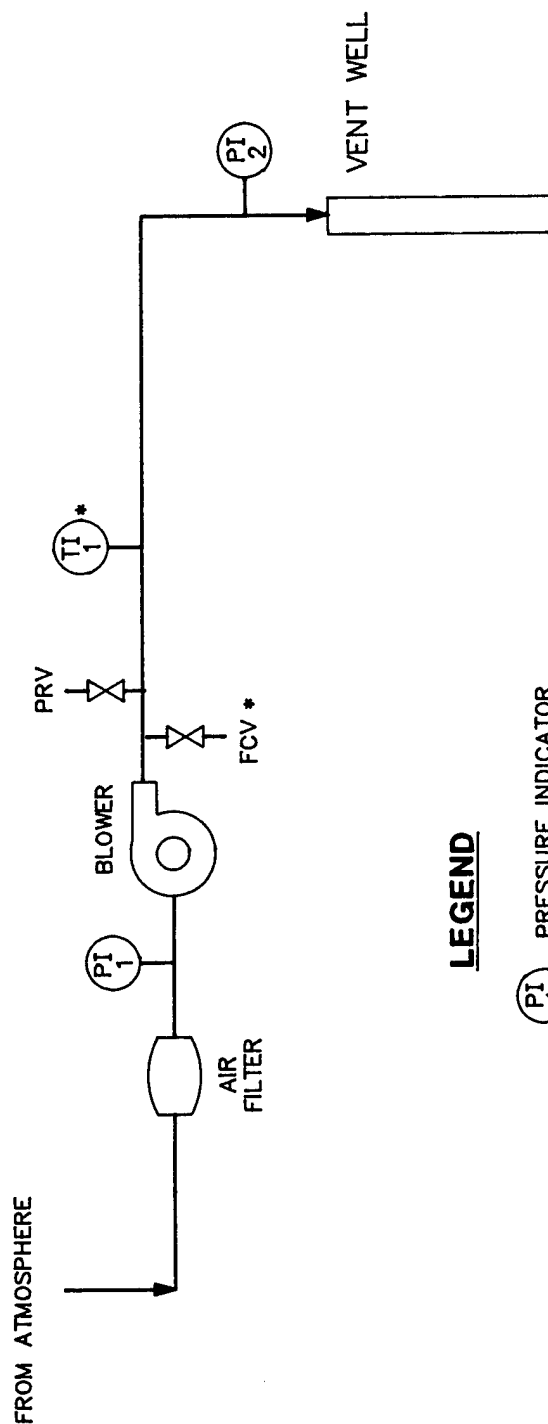 FROM ATMOSPHERE
AIR
FILTER
PI
1
BLOWER
FCV *
PRV
TI
1
*
PI
2
VENT WELL
LEGEND
PI PRESSURE INDICATOR